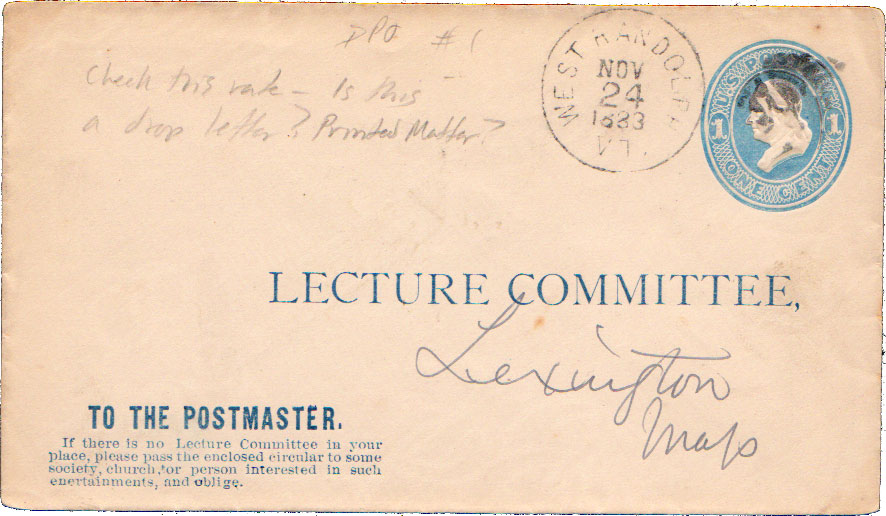 DPO #1
Check this rate — Is this
a drop letter? Printed Matter?
WEST RANDOLPH
NOV
24
1883
VT.
U.S. POSTAGE
1 1
ONE CENT
LECTURE COMMITTEE,
Lexington
Mass
TO THE POSTMASTER.
If there is no Lecture Committee in your
place, please pass the enclosed circular to some
society, church, or person interested in such
enertainments, and oblige.